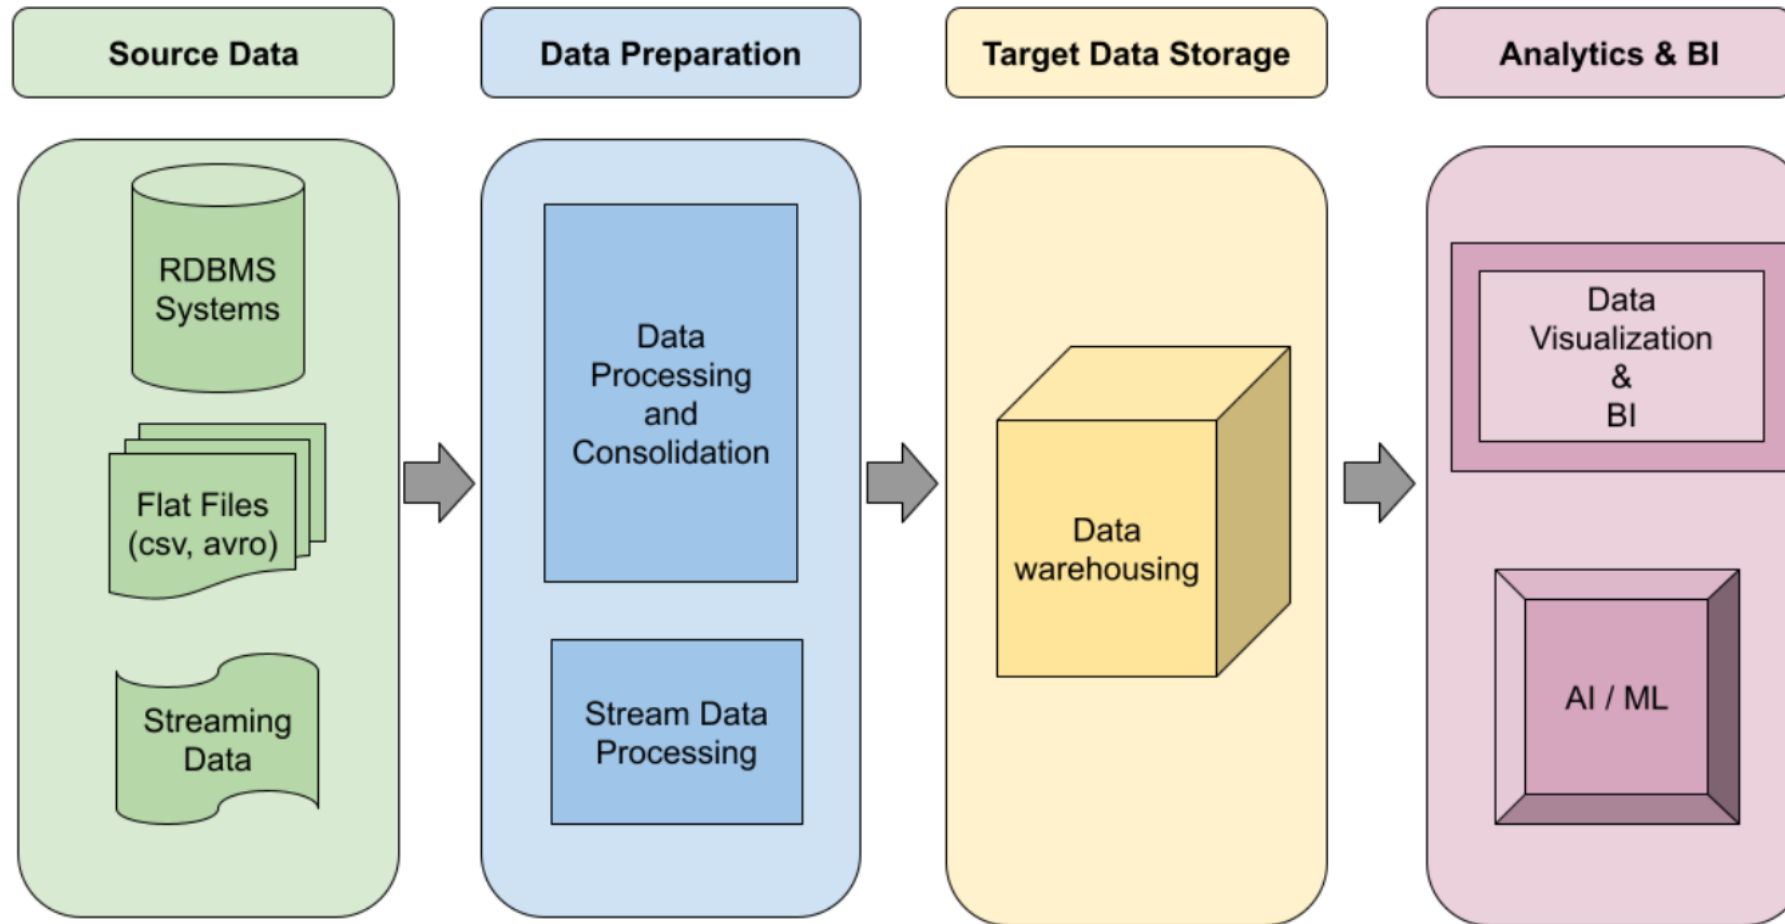 Source Data
Data Preparation
Target Data Storage
Analytics & BI
RDBMS
Systems
Flat Files
(csv, avro)
Streaming
Data
Data
Processing
and
Consolidation
Stream Data
Processing
Data
warehousing
Data
Visualization
&
BI
AI / ML